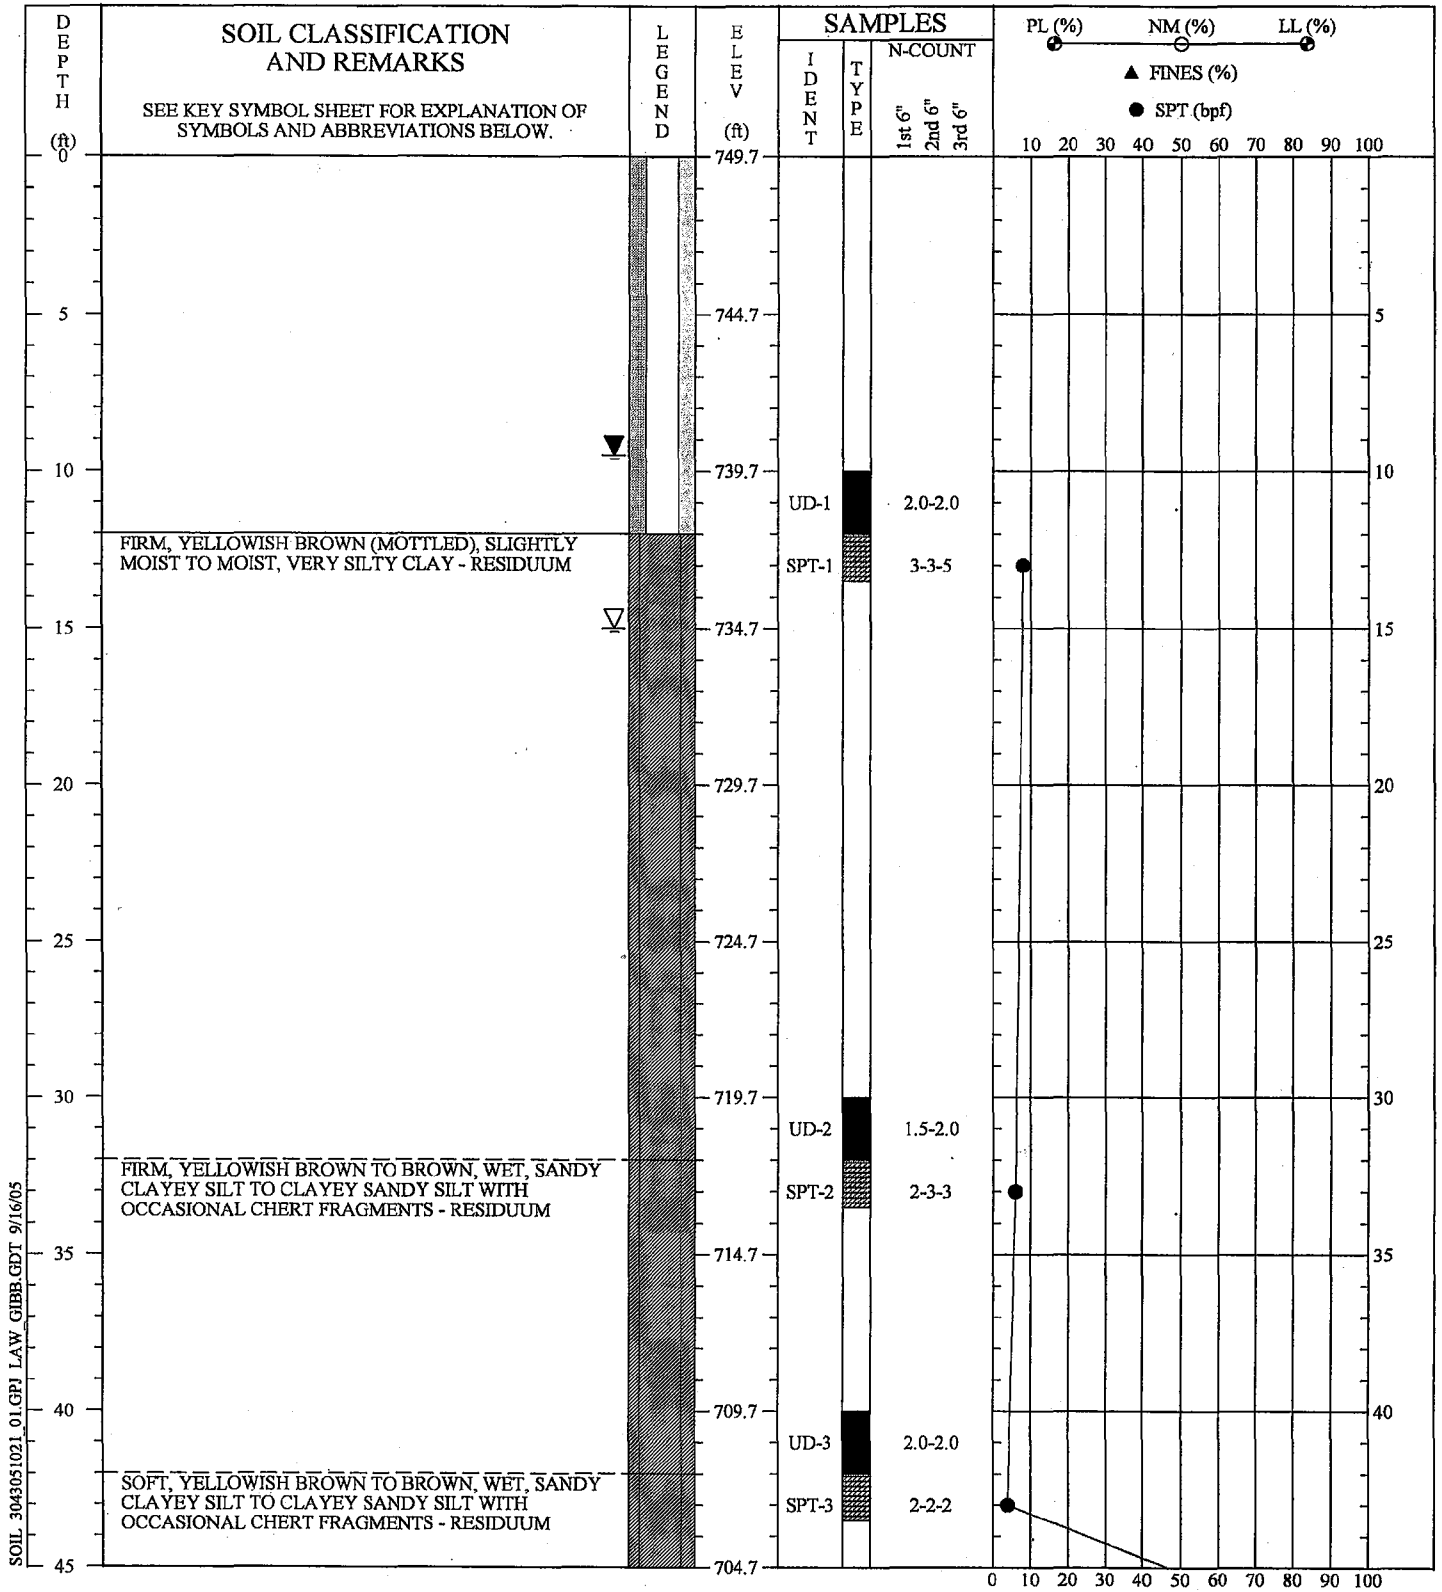 DEPTH
(ft)
SOIL CLASSIFICATION
AND REMARKS
SEE KEY SYMBOL SHEET FOR EXPLANATION OF
SYMBOLS AND ABBREVIATIONS BELOW.
LEGEND
ELEV
(ft)
SAMPLES
IDENT
TYPE
N-COUNT
1st 6"
2nd 6"
3rd 6"
PL (%) NM (%) LL (%)
▲ FINES (%)
● SPT (bpf)
10 20 30 40 50 60 70 80 90 100
0 749.7
5 744.7 5
10 739.7 10
UD-1 2.0-2.0
FIRM, YELLOWISH BROWN (MOTTLED), SLIGHTLY
MOIST TO MOIST, VERY SILTY CLAY - RESIDUUM
SPT-1 3-3-5
15 734.7 15
20 729.7 20
25 724.7 25
30 719.7 30
UD-2 1.5-2.0
FIRM, YELLOWISH BROWN TO BROWN, WET, SANDY
CLAYEY SILT TO CLAYEY SANDY SILT WITH
OCCASIONAL CHERT FRAGMENTS - RESIDUUM
SPT-2 2-3-3
35 714.7 35
40 709.7 40
UD-3 2.0-2.0
SOFT, YELLOWISH BROWN TO BROWN, WET, SANDY
CLAYEY SILT TO CLAYEY SANDY SILT WITH
OCCASIONAL CHERT FRAGMENTS - RESIDUUM
SPT-3 2-2-2
45 704.7
0 10 20 30 40 50 60 70 80 90 100
SOIL 3043051021_01.GPJ LAW_GIBB.GDT 9/16/05